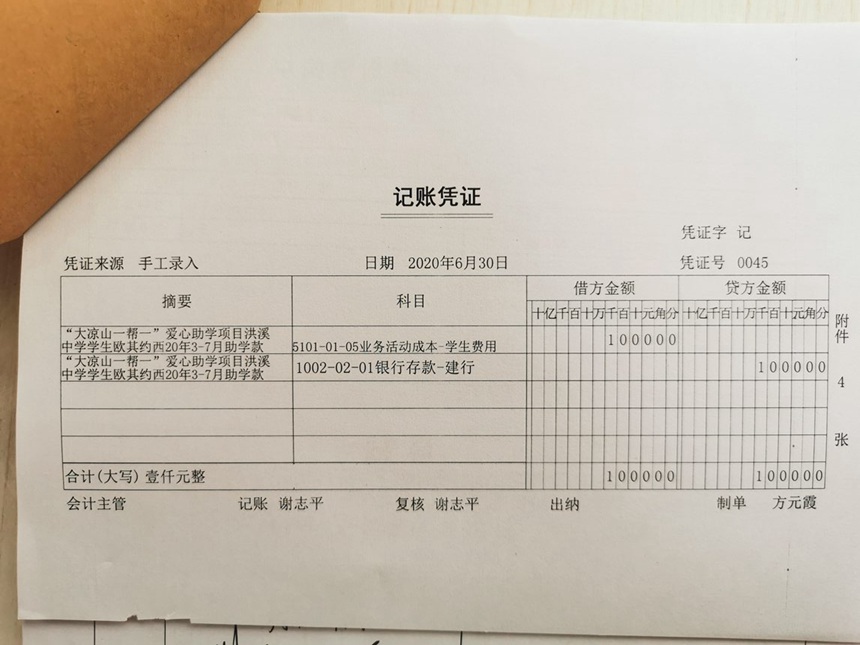 记账凭证
凭证字 记
凭证来源 手工录入 日期 2020年6月30日 凭证号 0045
摘要 科目 借方金额 贷方金额
十亿千百十万千百十元角分 十亿千百十万千百十元角分
“大凉山一帮一”爱心助学项目洪溪
中学学生欧其约西20年3-7月助学款 5101-01-05业务活动成本-学生费用 100000
“大凉山一帮一”爱心助学项目洪溪
中学学生欧其约西20年3-7月助学款 1002-02-01银行存款-建行 100000
合计(大写) 壹仟元整 100000 100000
附件 4 张
会计主管 记账 谢志平 复核 谢志平 出纳 制单 方元霞